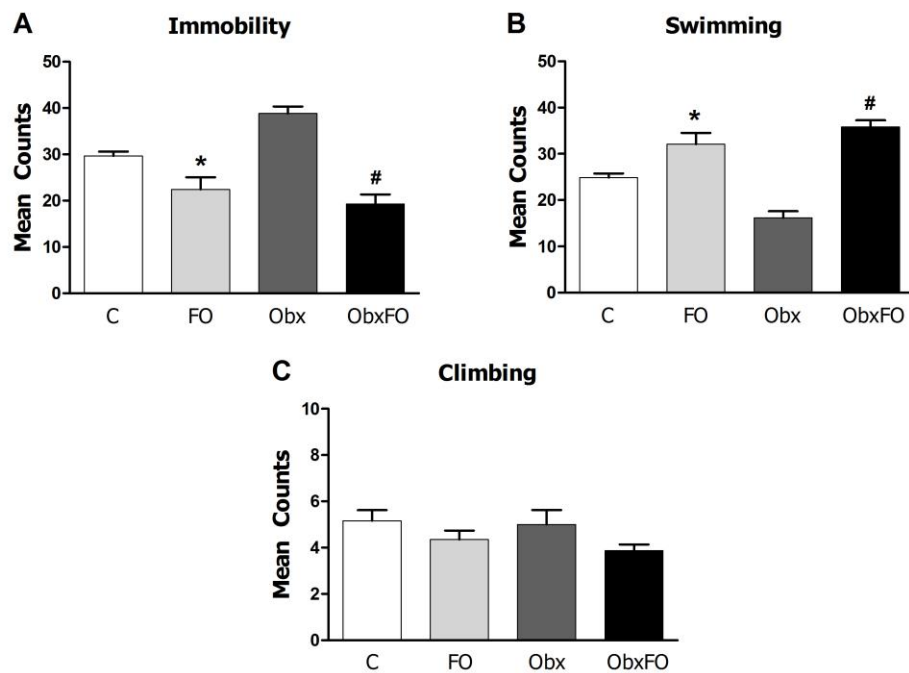 A
Immobility
Mean Counts
50
40
30
20
10
0
*
#
C FO Obx ObxFO
B
Swimming
Mean Counts
50
40
30
20
10
0
*
#
C FO Obx ObxFO
C
Climbing
Mean Counts
10
8
6
4
2
0
C FO Obx ObxFO